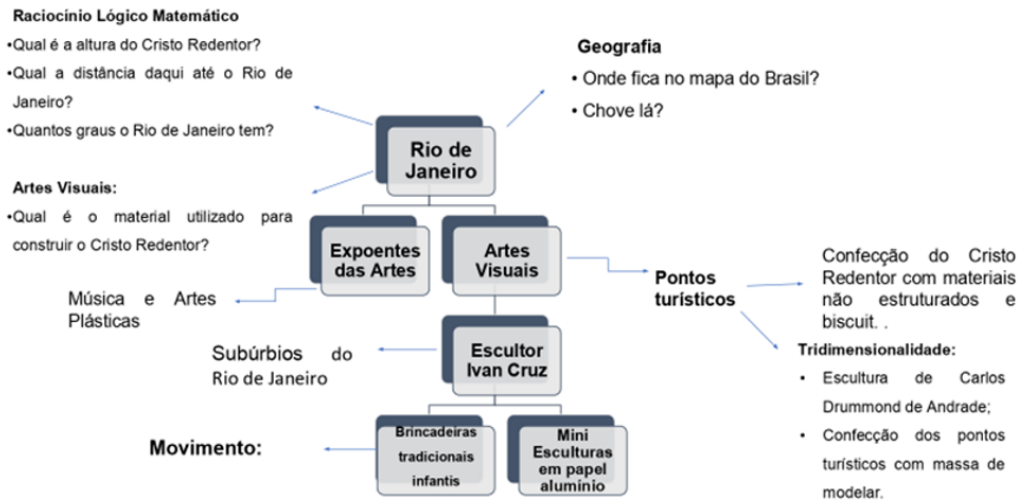 Raciocínio Lógico Matemático
•Qual é a altura do Cristo Redentor?
•Qual a distância daqui até o Rio de
Janeiro?
•Quantos graus o Rio de Janeiro tem?
Geografia
• Onde fica no mapa do Brasil?
• Chove lá?
Rio de
Janeiro
Artes Visuais:
•Qual é o material utilizado para
construir o Cristo Redentor?
Expoentes
das Artes
Artes
Visuais
Música e Artes
Plásticas
Pontos
turísticos
Confecção do Cristo
Redentor com materiais
não estruturados e
biscuit. .
Tridimensionalidade:
• Escultura de Carlos
Drummond de Andrade;
• Confecção dos pontos
turísticos com massa de
modelar.
Subúrbios do
Rio de Janeiro
Escultor
Ivan Cruz
Movimento:
Brincadeiras
tradicionais
infantis
Mini
Esculturas
em papel
alumínio